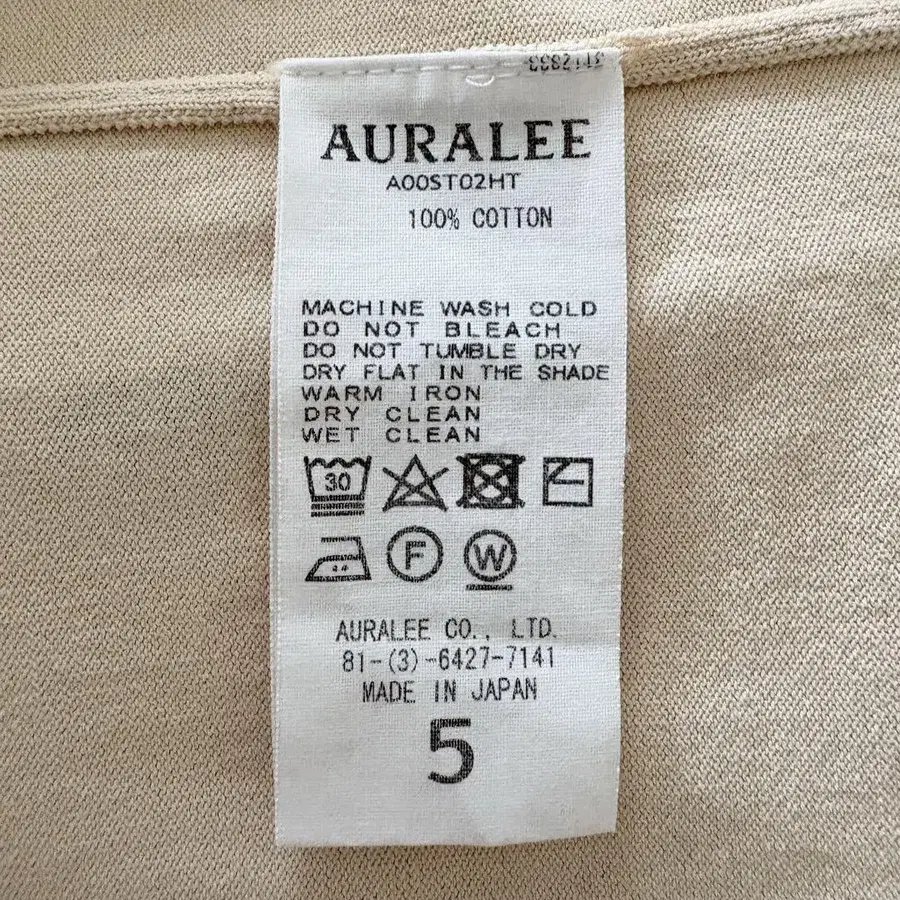 AURALEE
A00ST02HT
100% COTTON
MACHINE WASH COLD
DO NOT BLEACH
DO NOT TUMBLE DRY
DRY FLAT IN THE SHADE
WARM IRON
DRY CLEAN
WET CLEAN
30
F
W
AURALEE CO., LTD.
81-(3)-6427-7141
MADE IN JAPAN
5